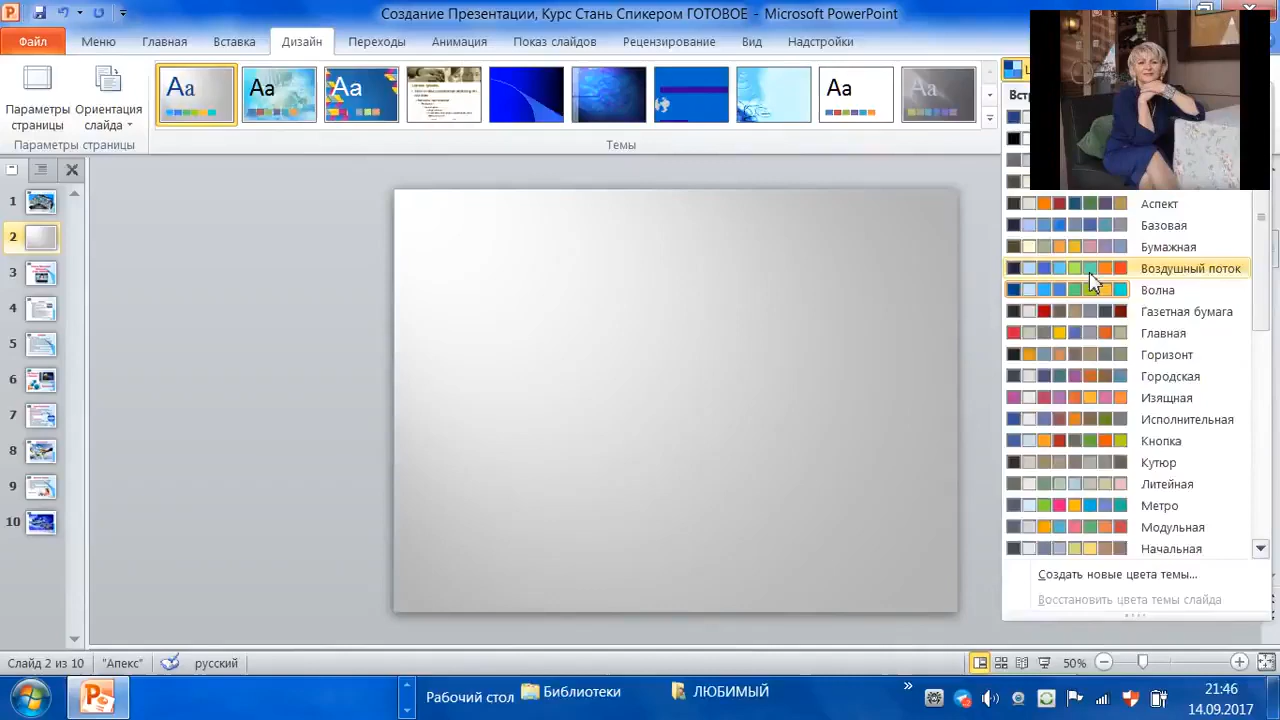 Создание Презентации, Курс Стань Спикером ГОТОВОЕ - Microsoft PowerPoint
Файл Меню Главная Вставка Дизайн Переходы Анимация Показ слайдов Рецензирование Вид Надстройки
Параметры страницы
Ориентация слайда
Aa Aa Aa Aa Aa
Параметры страницы
Темы
1
2
3
4
5
6
7
8
9
10
Аспект
Базовая
Бумажная
Воздушный поток
Волна
Газетная бумага
Главная
Горизонт
Городская
Изящная
Исполнительная
Кнопка
Кутюр
Литейная
Метро
Модульная
Начальная
Создать новые цвета темы...
Восстановить цвета темы слайда
Слайд 2 из 10 "Апекс" русский 50%
Рабочий стол Библиотеки ЛЮБИМЫЙ
21:46
14.09.2017